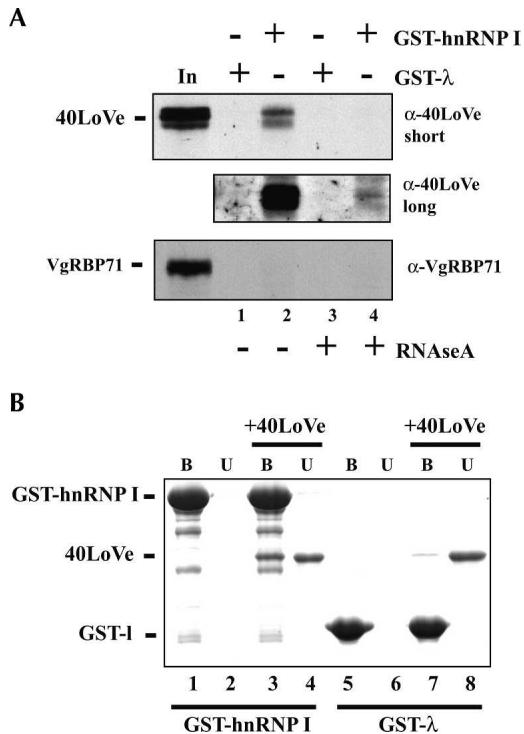 A
- + - + GST-hnRNP I
In + - + - GST-λ
40LoVe - α-40LoVe short
α-40LoVe long
VgRBP71 - α-VgRBP71
1 2 3 4
- - + + RNAseA
B
+40LoVe +40LoVe
B U B U B U B U
GST-hnRNP I -
40LoVe -
GST-l -
1 2 3 4 5 6 7 8
GST-hnRNP I GST-λ